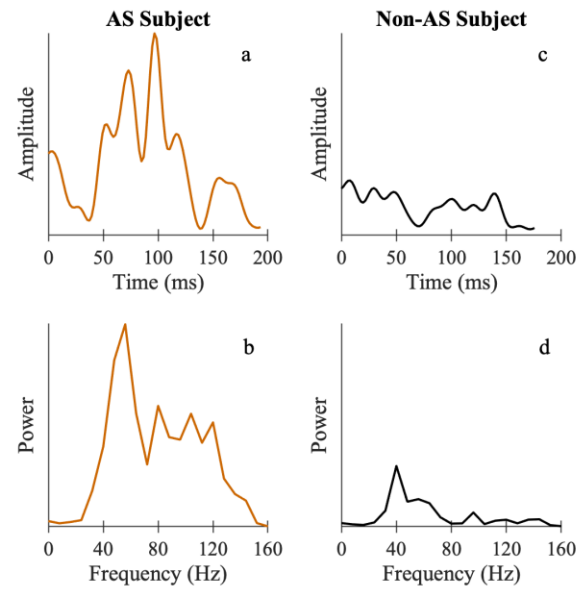 AS Subject
Non-AS Subject
a
c
Amplitude
Amplitude
0 50 100 150 200
0 50 100 150 200
Time (ms)
Time (ms)
b
d
Power
Power
0 40 80 120 160
0 40 80 120 160
Frequency (Hz)
Frequency (Hz)